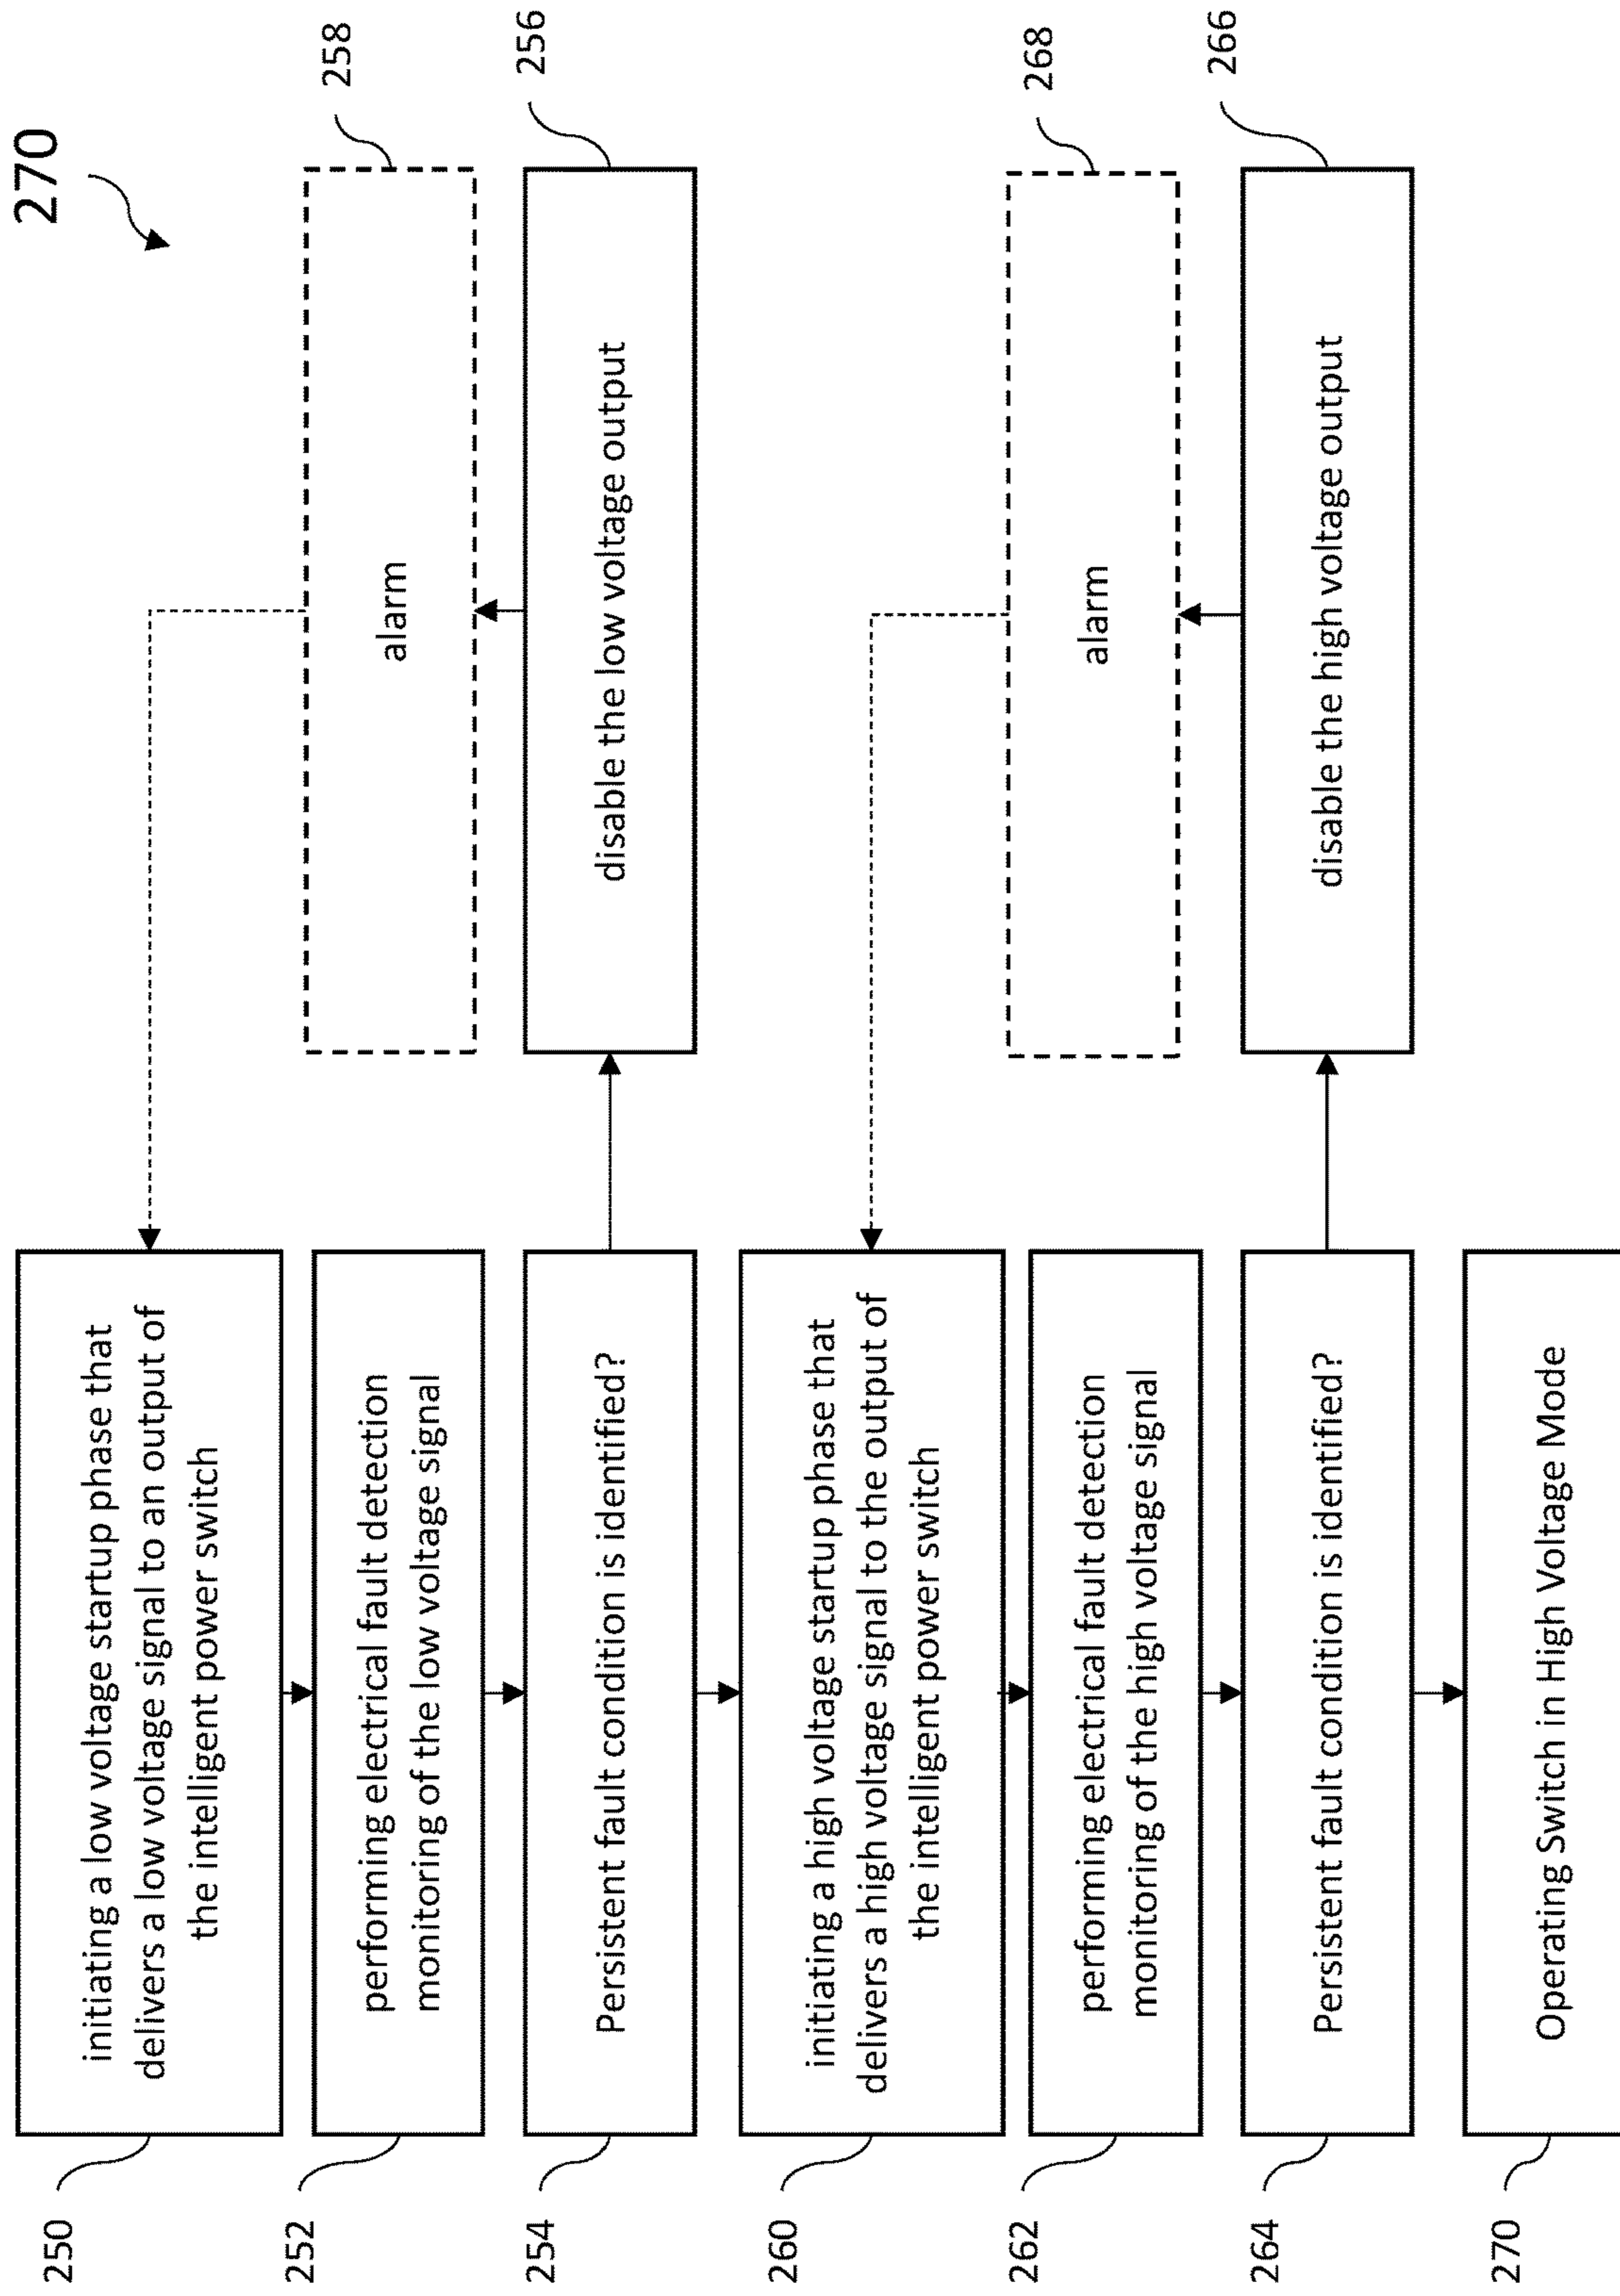 270
250
initiating a low voltage startup phase that
delivers a low voltage signal to an output of
the intelligent power switch
252
performing electrical fault detection
monitoring of the low voltage signal
258
alarm
254
Persistent fault condition is identified?
256
disable the low voltage output
260
initiating a high voltage startup phase that
delivers a high voltage signal to the output of
the intelligent power switch
262
performing electrical fault detection
monitoring of the high voltage signal
268
alarm
264
Persistent fault condition is identified?
266
disable the high voltage output
270
Operating Switch in High Voltage Mode